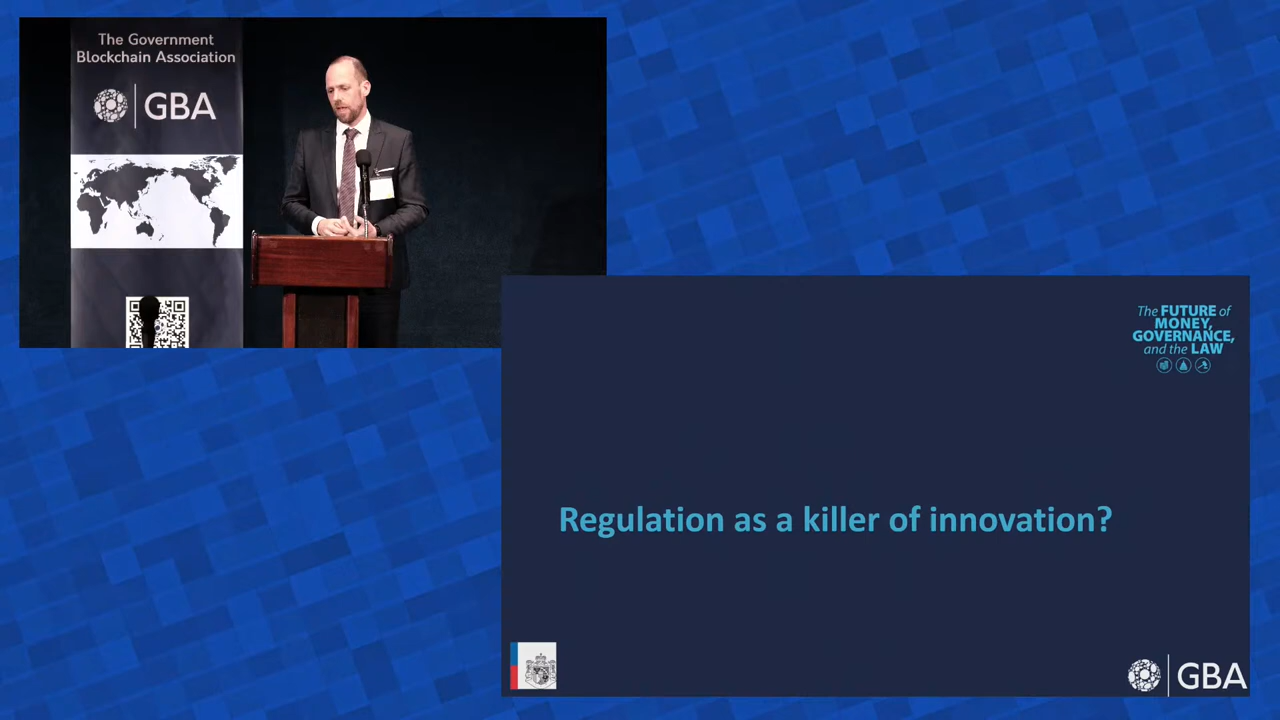 The Government
Blockchain Association
GBA
The FUTURE of
MONEY,
GOVERNANCE,
and the LAW
Regulation as a killer of innovation?
GBA